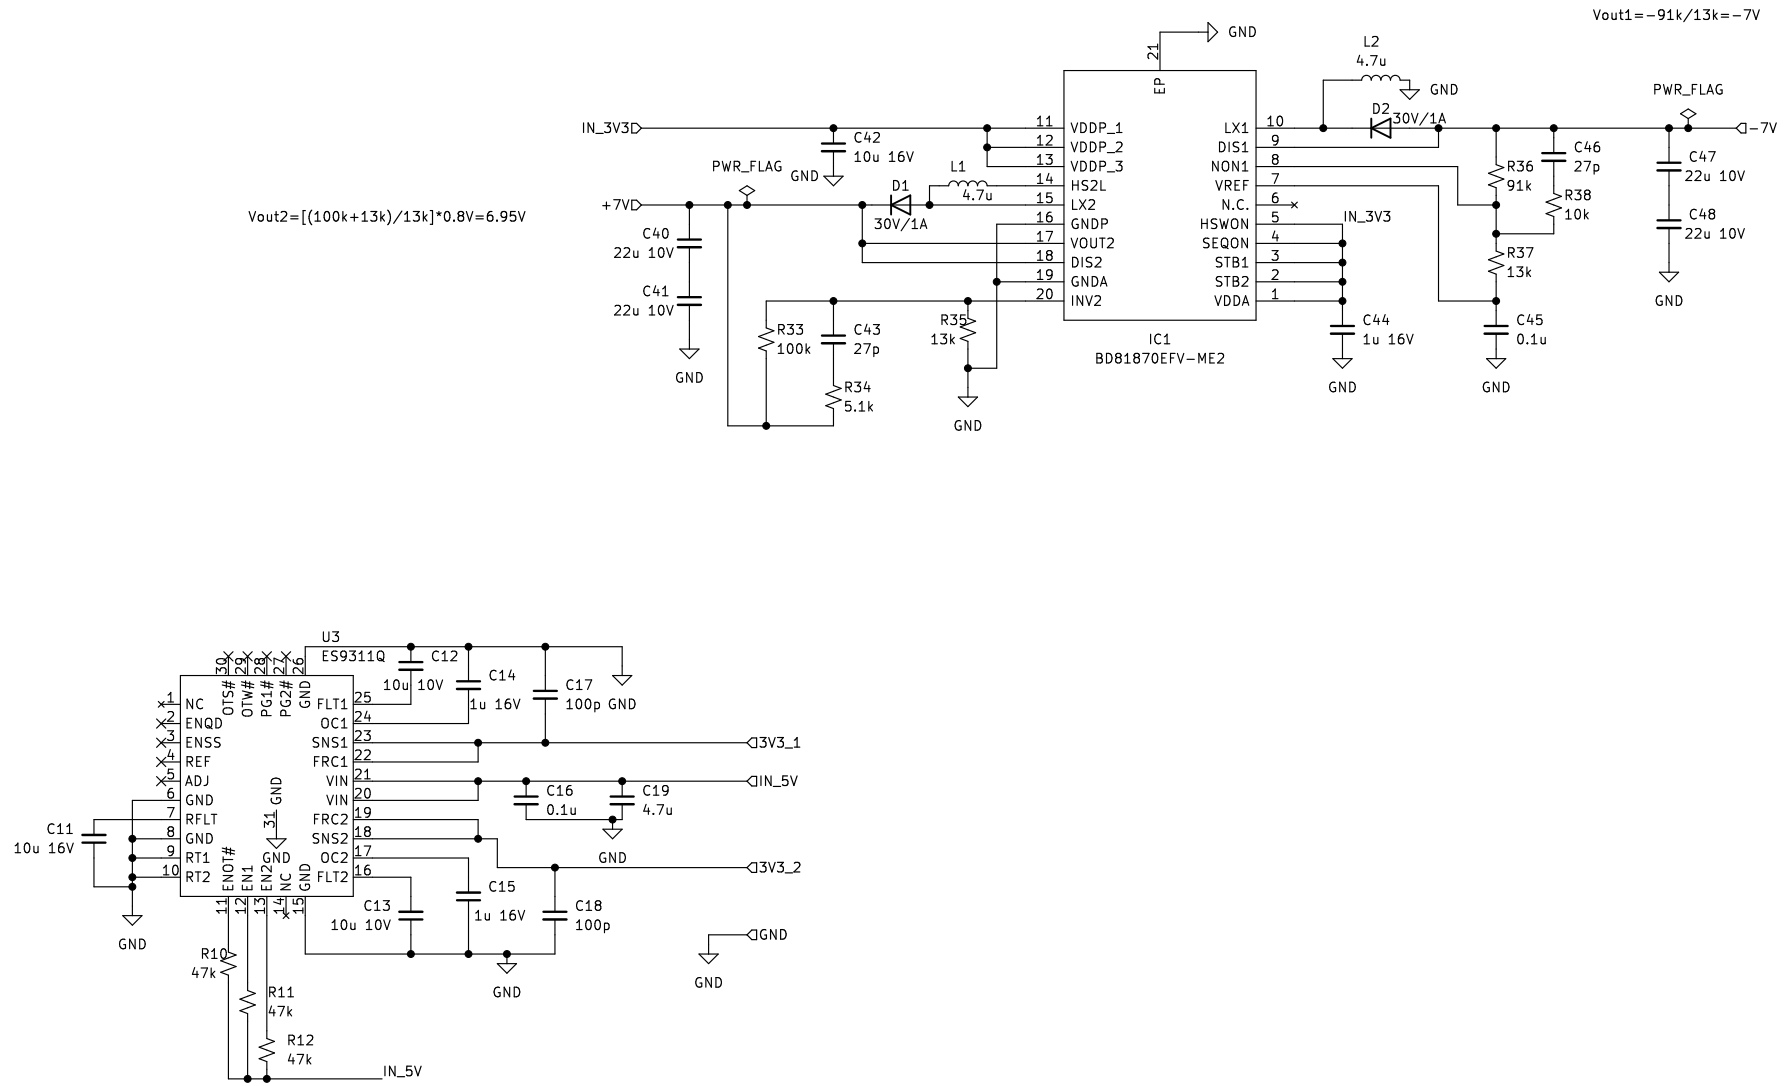 Vout1=-91k/13k=-7V
GND
21
EP
L2
4.7u
GND
PWR_FLAG
IN_3V3
C42
10u 16V
GND
11 VDDP_1
12 VDDP_2
13 VDDP_3
14 HS2L
15 LX2
16 GNDP
17 VOUT2
18 DIS2
19 GNDA
20 INV2
LX1 10
DIS1 9
NON1 8
VREF 7
N.C. 6
HSWON 5
SEQON 4
STB1 3
STB2 2
VDDA 1
IC1
BD81870EFV-ME2
D2
30V/1A
-7V
R36
91k
C46
27p
R38
10k
C47
22u 10V
C48
22u 10V
GND
R37
13k
IN_3V3
C44
1u 16V
GND
C45
0.1u
GND
PWR_FLAG
L1
4.7u
D1
30V/1A
+7V
Vout2=[(100k+13k)/13k]*0.8V=6.95V
C40
22u 10V
C41
22u 10V
GND
R33
100k
C43
27p
R34
5.1k
R35
13k
GND
U3
ES9311Q
30 29 28 27 26
OTS# OTW# PG1# PG2# GND
1 NC
2 ENQD
3 ENSS
4 REF
5 ADJ
6 GND
7 RFLT
8 GND
9 RT1
10 RT2
FLT1 25
OC1 24
SNS1 23
FRC1 22
VIN 21
VIN 20
FRC2 19
SNS2 18
OC2 17
FLT2 16
31 GND
GND
ENOT# EN1 EN2 NC GND
11 12 13 14 15
C12
10u 10V
C14
1u 16V
C17
100p
GND
3V3_1
IN_5V
C16
0.1u
C19
4.7u
GND
3V3_2
C11
10u 16V
GND
C13
10u 10V
C15
1u 16V
C18
100p
GND
GND
GND
R10
47k
R11
47k
R12
47k
IN_5V